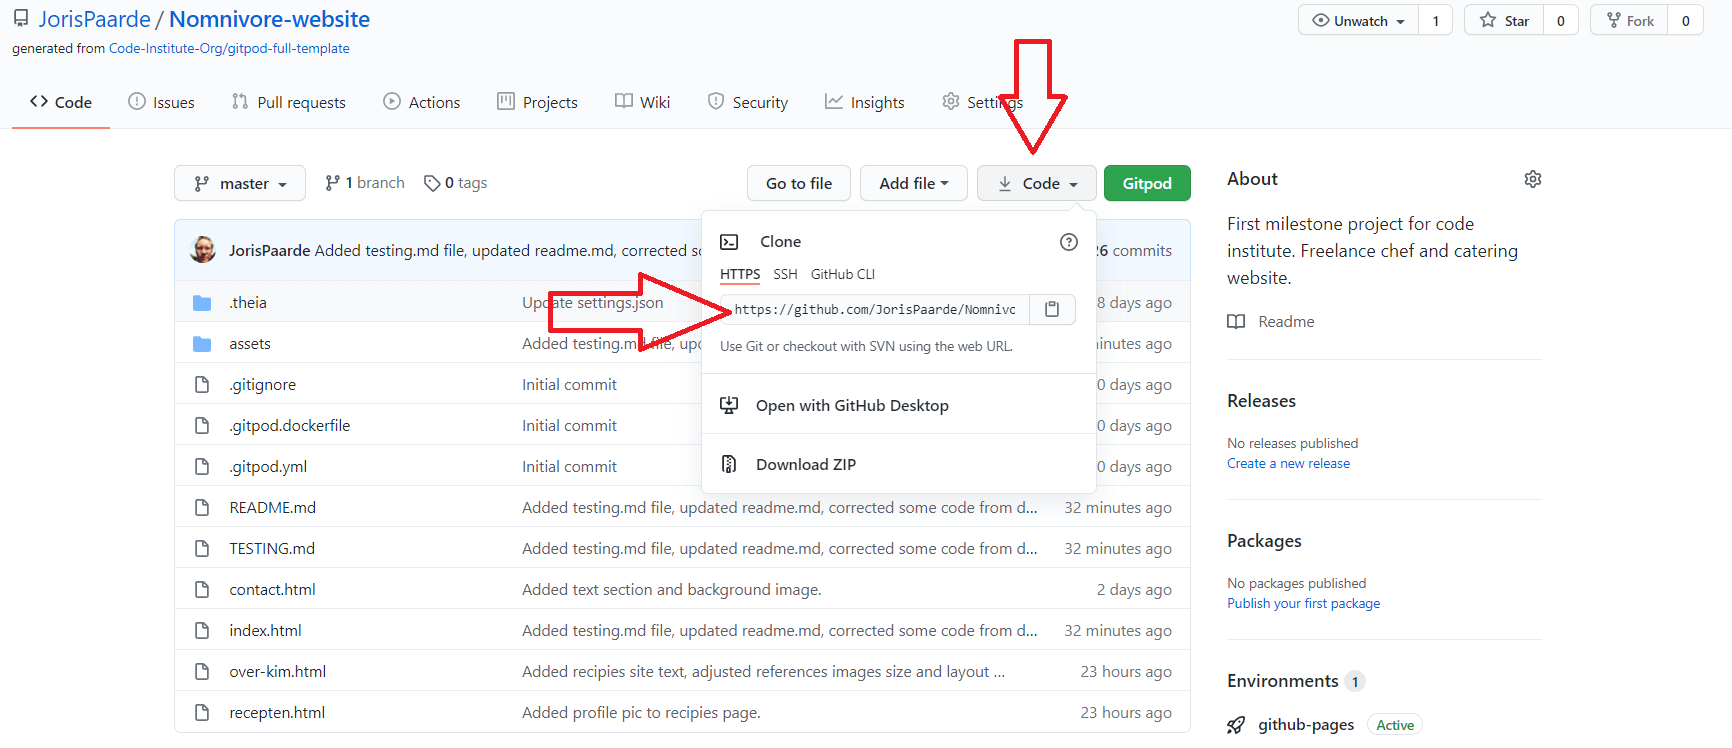 JorisPaarde / Nomnivore-website
Unwatch 1 Star 0 Fork 0
generated from Code-Institute-Org/gitpod-full-template
Code Issues Pull requests Actions Projects Wiki Security Insights Settings
master 1 branch 0 tags Go to file Add file Code Gitpod
JorisPaarde Added testing.md file, updated readme.md, corrected 26 commits
.theia Update settings.json 8 days ago
assets Added testing.md file, minutes ago
.gitignore Initial commit 0 days ago
.gitpod.dockerfile Initial commit 0 days ago
.gitpod.yml Initial commit 0 days ago
README.md Added testing.md file, updated readme.md, corrected some code from d... 32 minutes ago
TESTING.md Added testing.md file, updated readme.md, corrected some code from d... 32 minutes ago
contact.html Added text section and background image. 2 days ago
index.html Added testing.md file, updated readme.md, corrected some code from d... 32 minutes ago
over-kim.html Added recipies site text, adjusted references images size and layout ... 23 hours ago
recepten.html Added profile pic to recipies page. 23 hours ago
Clone
HTTPS SSH GitHub CLI
https://github.com/JorisPaarde/Nomnivo
Use Git or checkout with SVN using the web URL.
Open with GitHub Desktop
Download ZIP
About
First milestone project for code
institute. Freelance chef and catering
website.
Readme
Releases
No releases published
Create a new release
Packages
No packages published
Publish your first package
Environments 1
github-pages Active